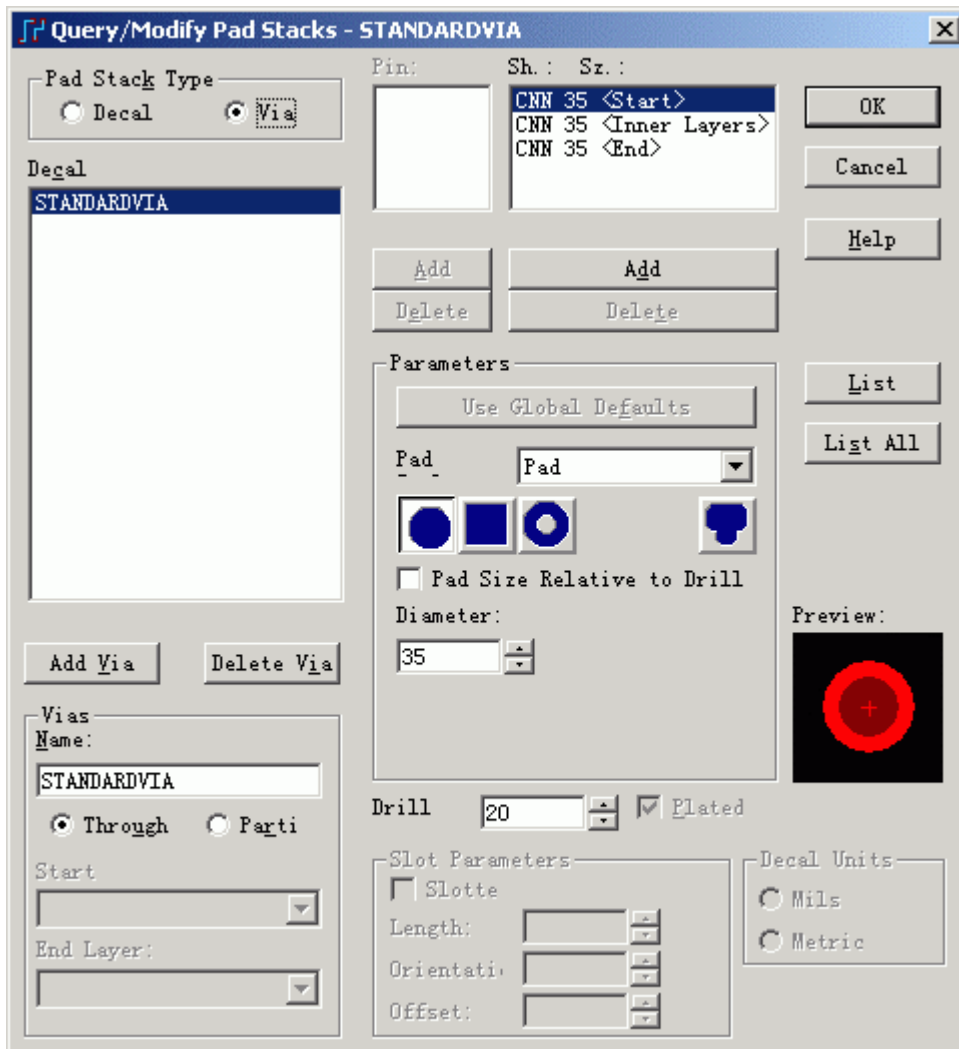 Query/Modify Pad Stacks - STANDARDVIA
Pad Stack Type
Decal Via
Decal
STANDARDVIA
Pin: Sh.: Sz.:
CNN 35 <Start>
CNN 35 <Inner Layers>
CNN 35 <End>
OK
Cancel
Help
Add Add
Delete Delete
Parameters
Use Global Defaults
Pad Pad
Pad Size Relative to Drill
Diameter:
35
List
List All
Preview:
Add Via Delete Via
Vias
Name:
STANDARDVIA
Through Parti
Start
End Layer:
Drill 20 Plated
Slot Parameters
Slotte
Length:
Orientati
Offset:
Decal Units
Mils
Metric